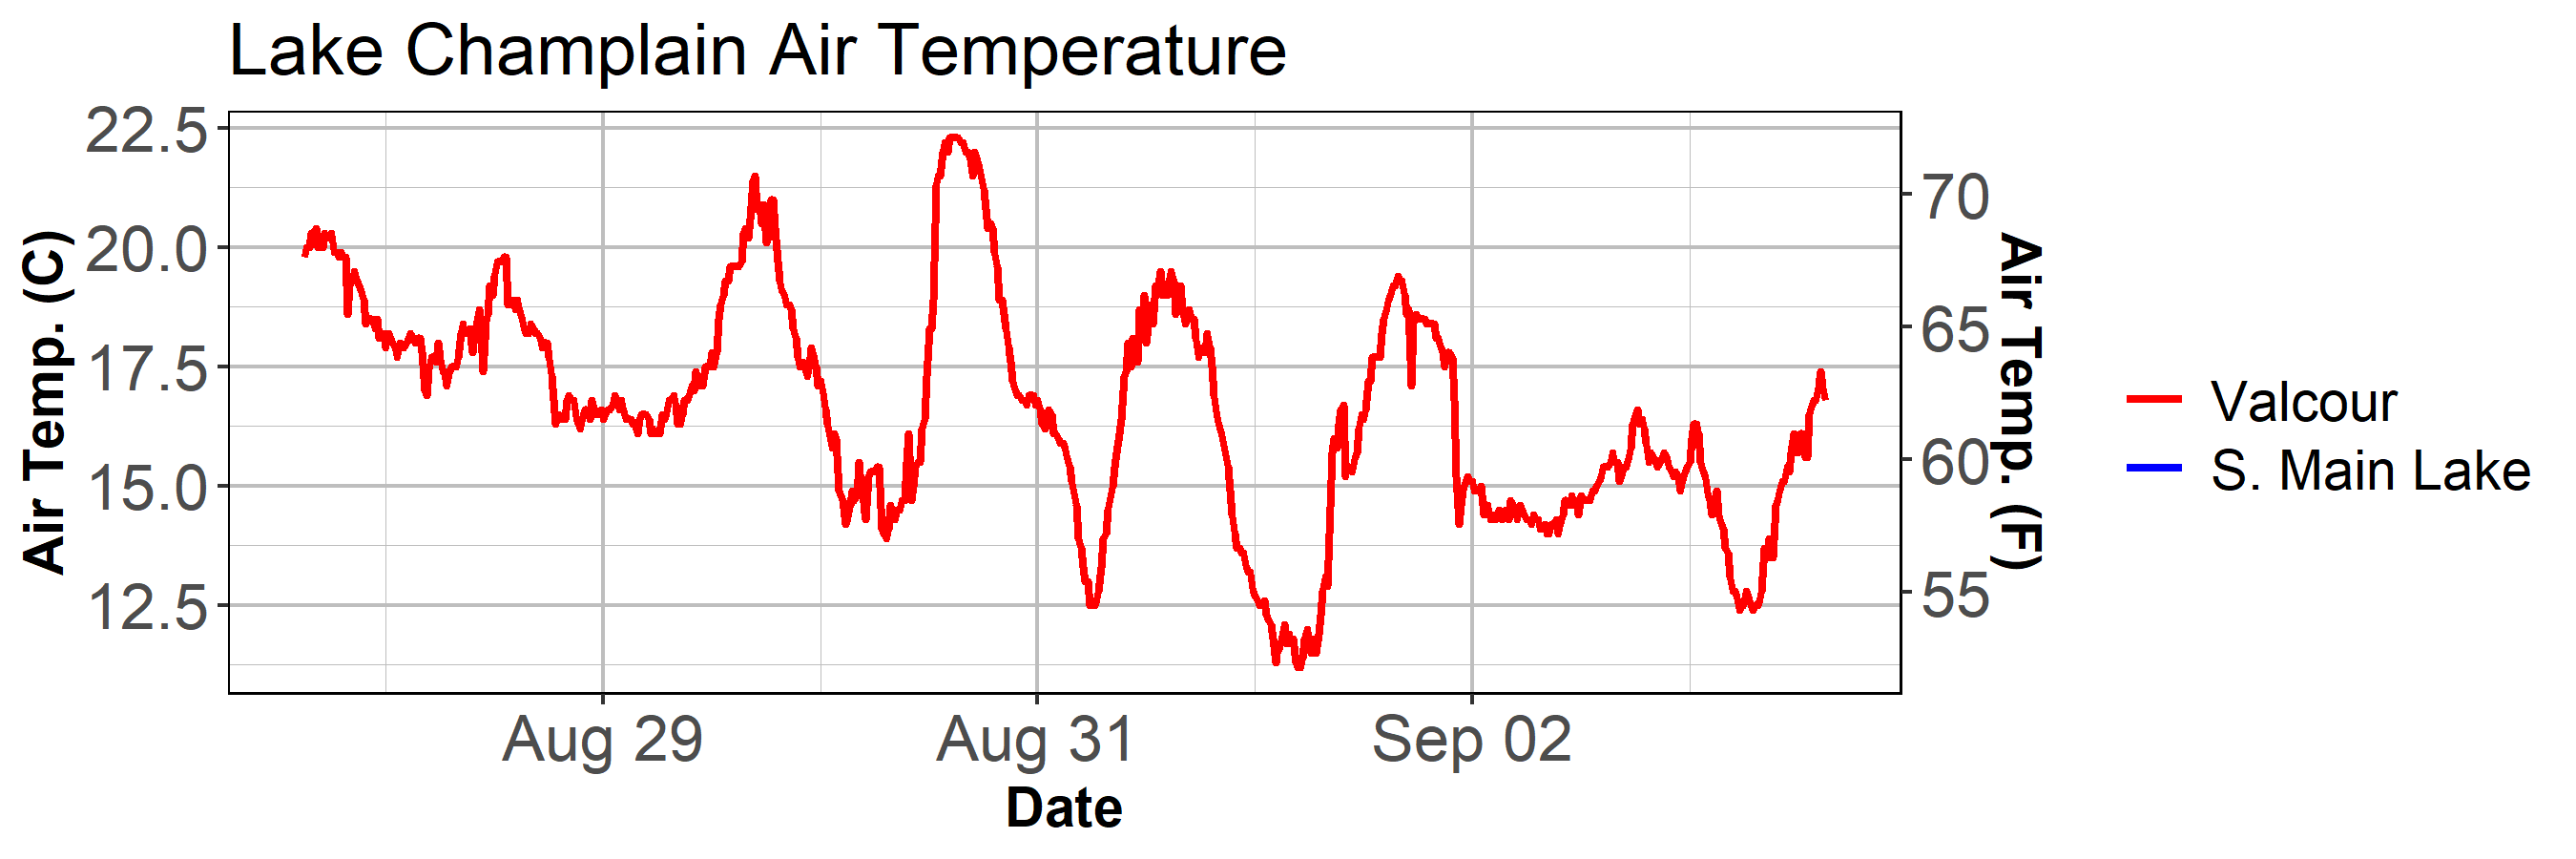 Lake Champlain Air Temperature
22.5
20.0
17.5
15.0
12.5
Air Temp. (C)
70
65
60
55
Air Temp. (F)
Aug 29
Aug 31
Sep 02
Date
Valcour
S. Main Lake